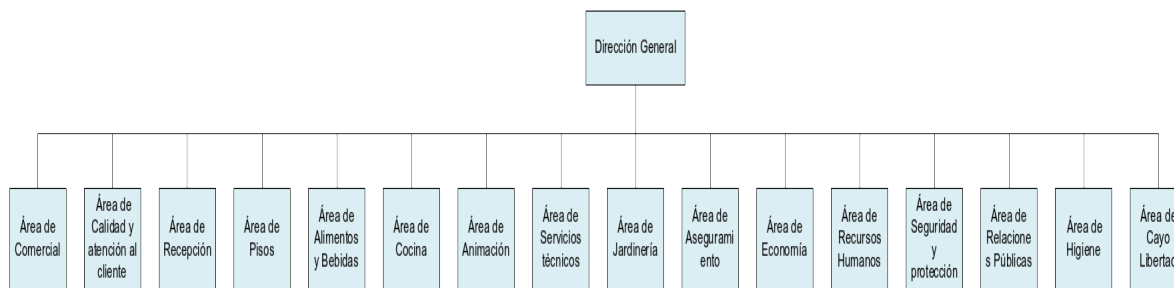 Dirección General
Área de
Comercial
Área de
Calidad y
atención al
cliente
Área de
Recepción
Área de
Pisos
Área de
Alimentos
y Bebidas
Área de
Cocina
Área de
Animación
Área de
Servicios
técnicos
Área de
Jardinería
Área de
Asegurami
ento
Área de
Economía
Área de
Recursos
Humanos
Área de
Seguridad
y
protección
Área de
Relacione
s Públicas
Área de
Higiene
Área de
Cayo
Libertad